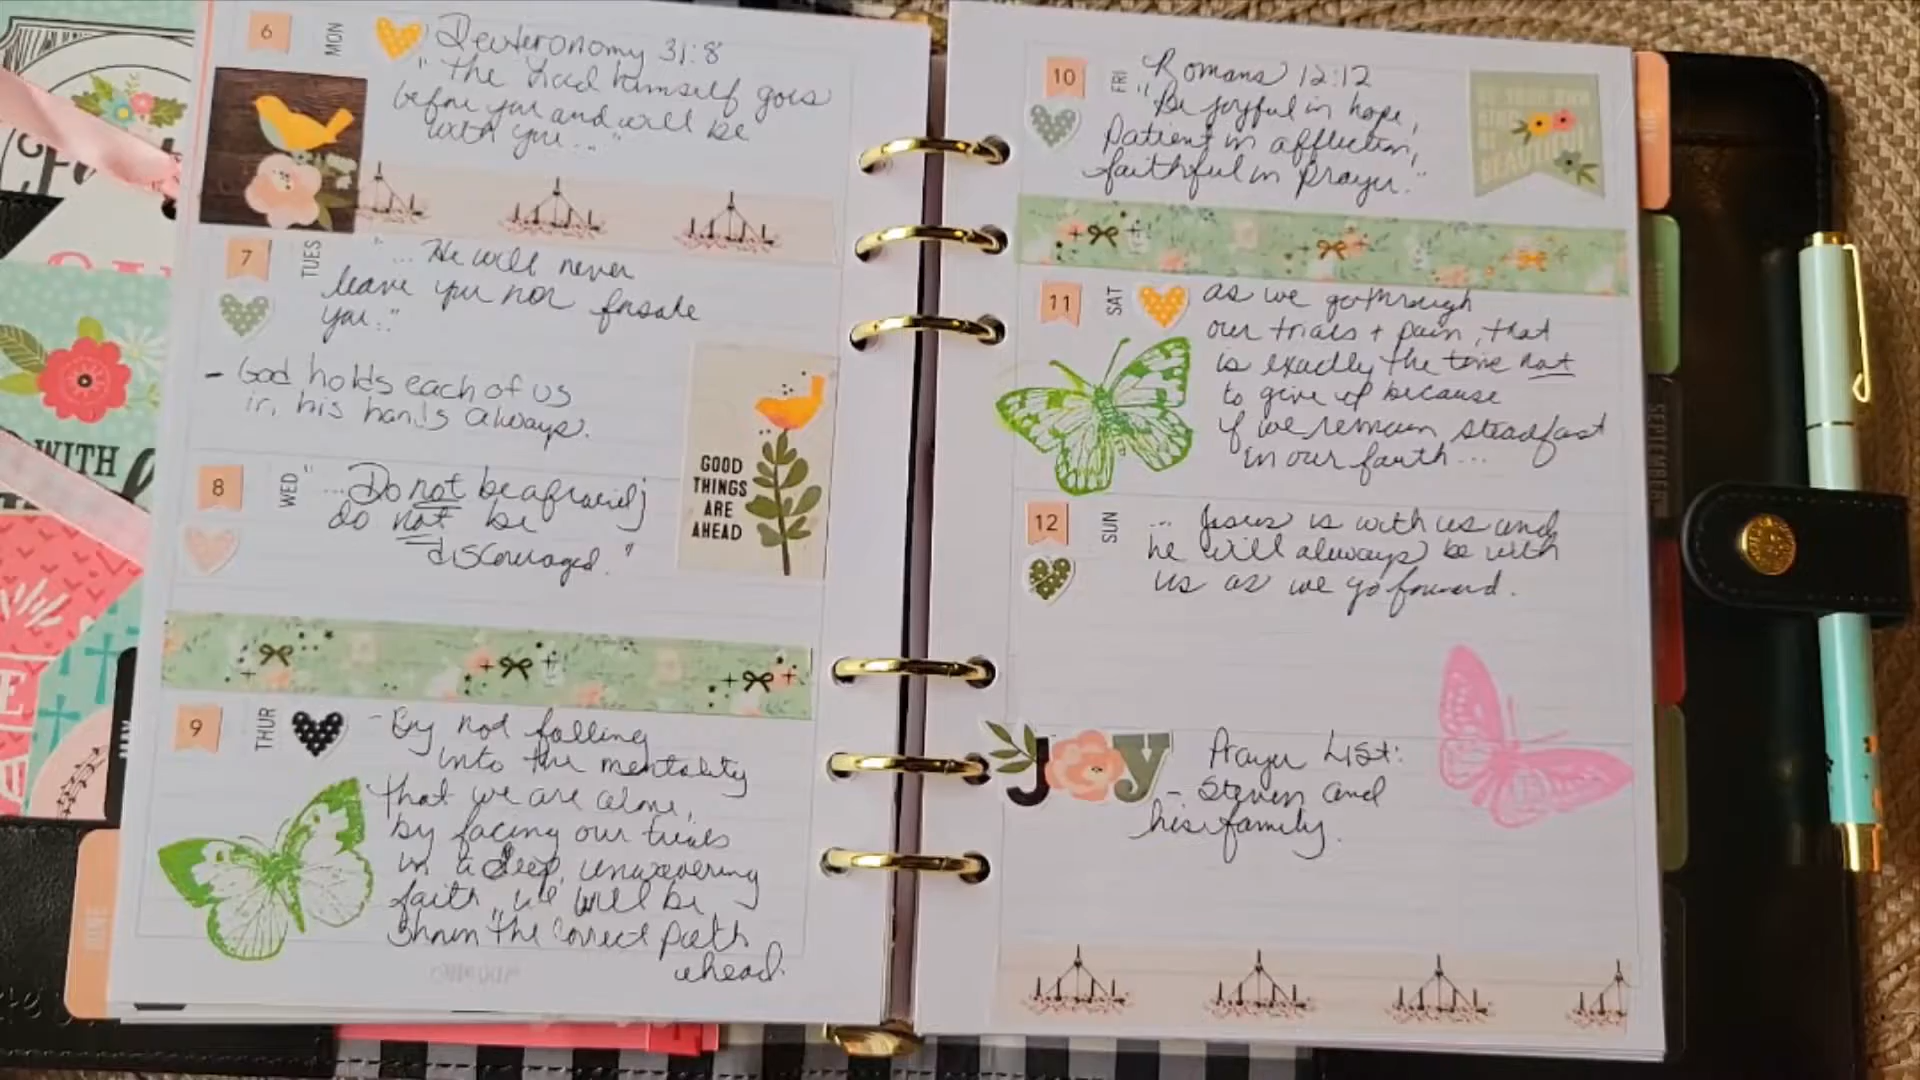 6
MON
Deuteronomy 31:8
"The Lord himself goes
before you and will be
with you..."
7
TUES
"...He will never
leave you nor forsake
you..."
- God holds each of us
in his hands always.
GOOD
THINGS
ARE
AHEAD
8
WED
"...Do not be afraid;
do not be
discouraged."
9
THUR
- By not falling
into the mentality
that we are alone,
by facing our trials
in a deep, unwavering
faith, we will be
shown the correct path
ahead.
10
FRI
Romans 12:12
"Be joyful in hope,
patient in affliction,
faithful in prayer."
BEAUTIFUL
11
SAT
as we go through
our trials + pain, that
is exactly the time not
to give up because
if we remain steadfast
in our faith...
12
SUN
... Jesus is with us and
he will always be with
us as we go forward.
joy
Prayer List:
- Steven and
his family.
SEPTEMBER
WITH
JUNE